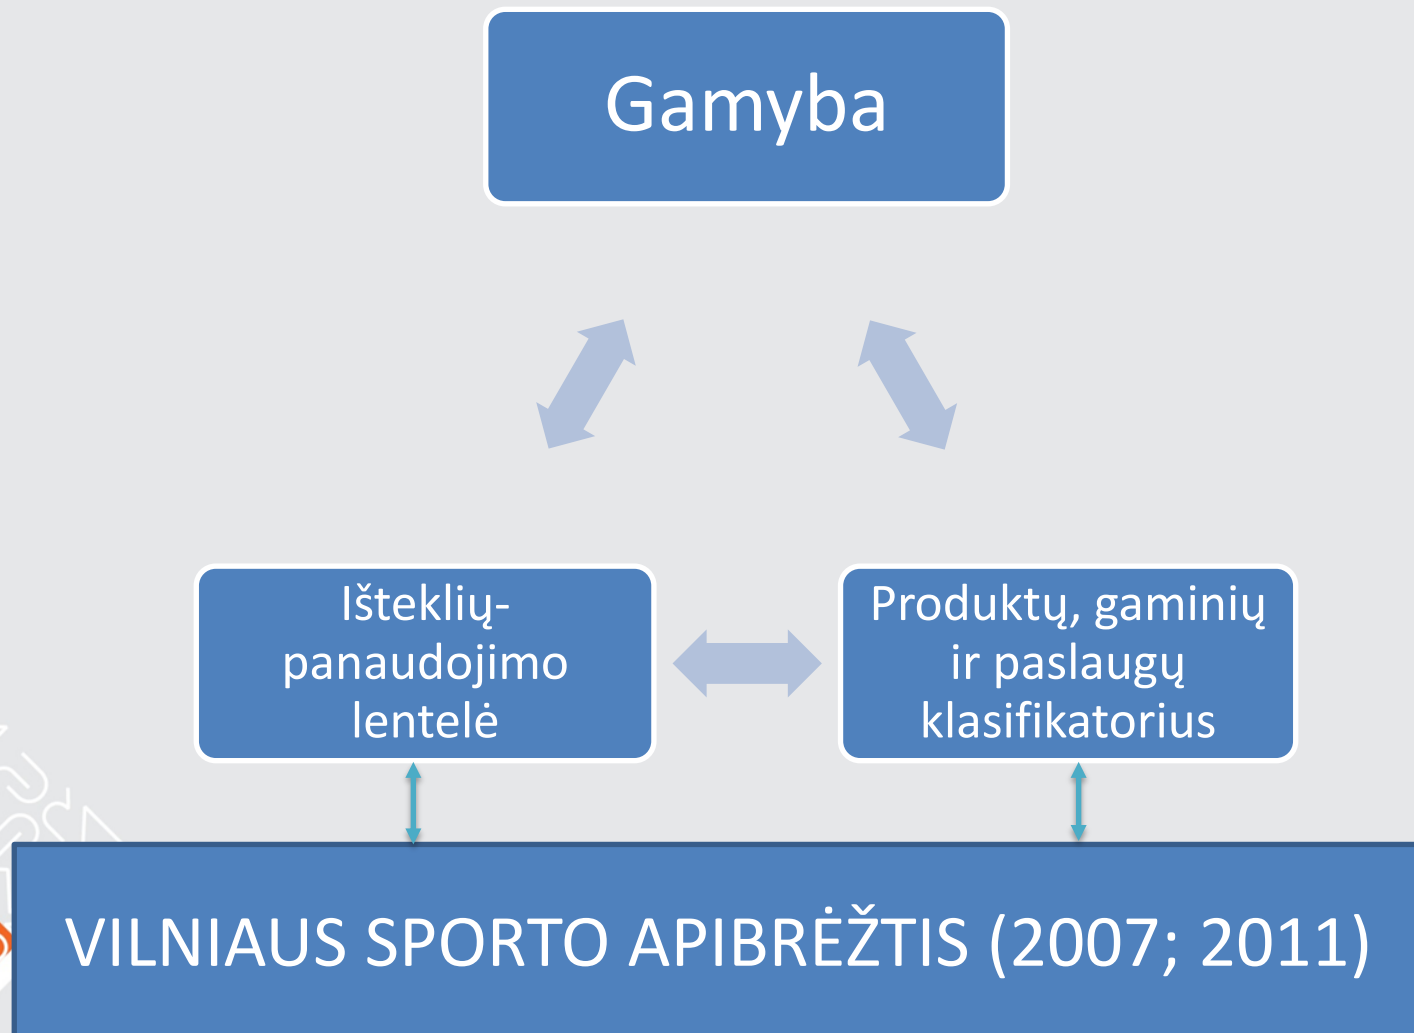 Gamyba
Išteklių-
panaudojimo
lentelė
Produktų, gaminių
ir paslaugų
klasifikatorius
VILNIAUS SPORTO APIBRĖŽTIS (2007; 2011)